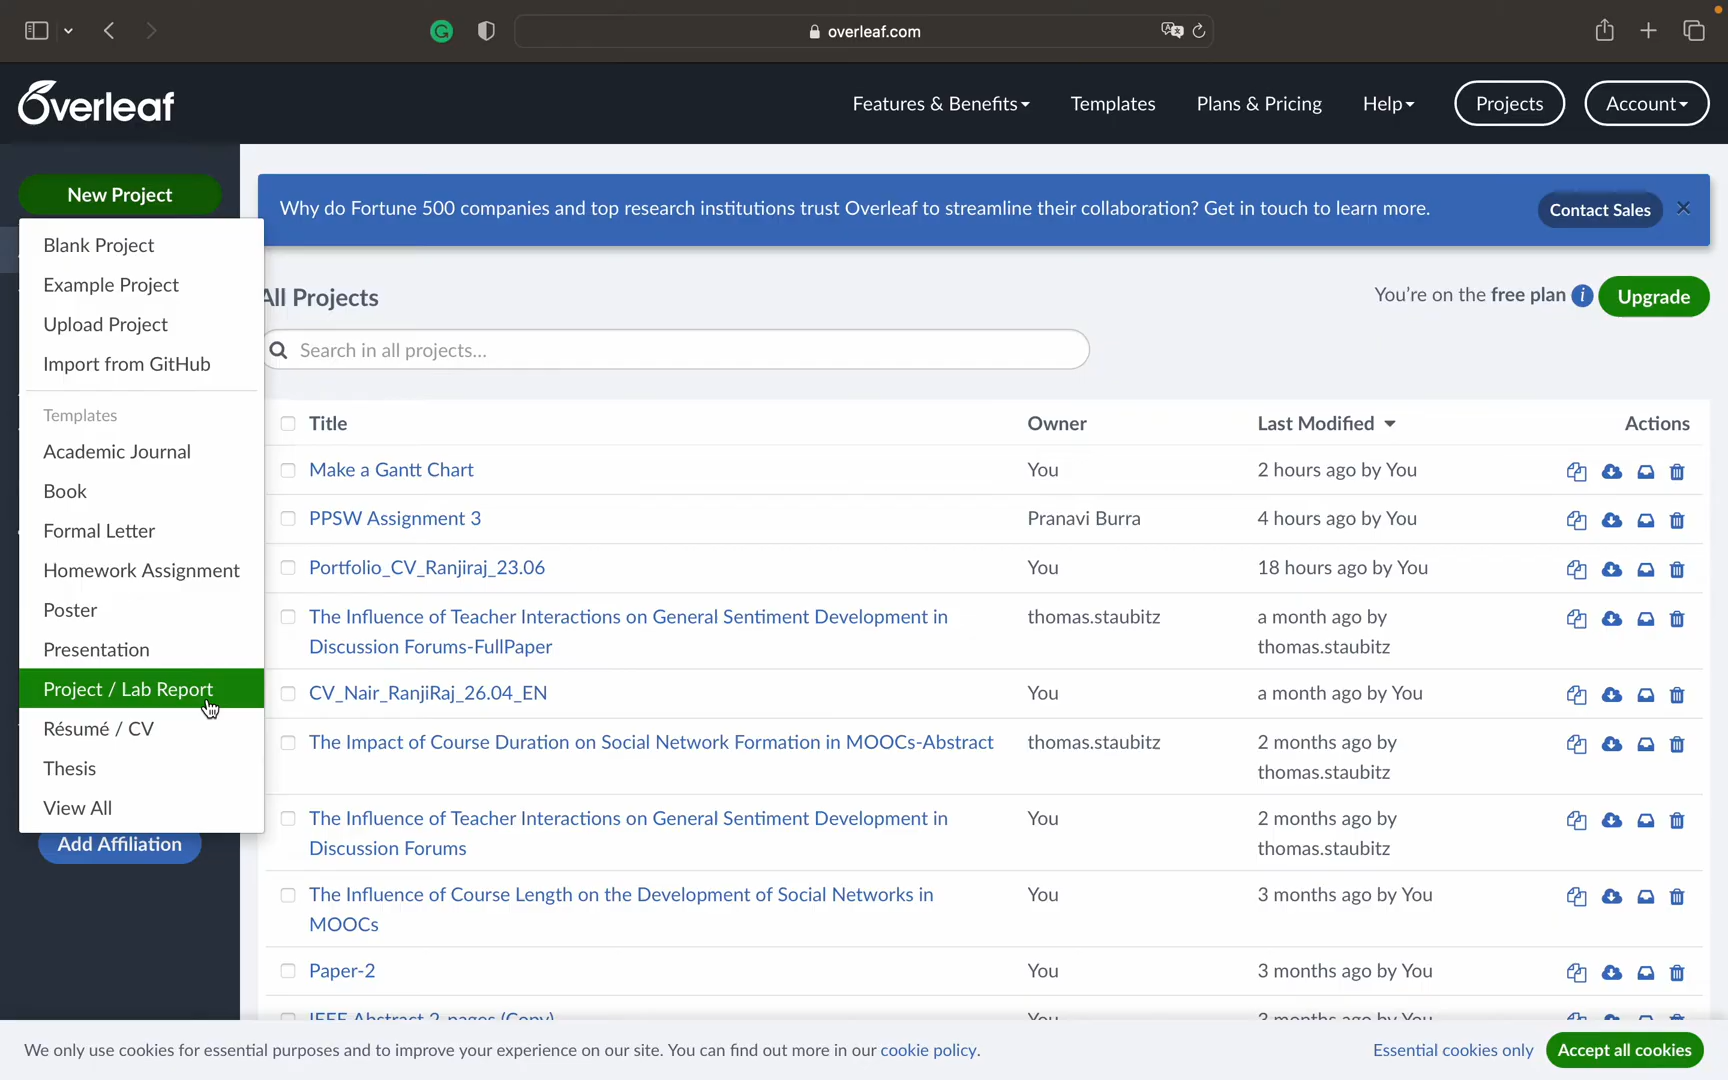 overleaf.com
Overleaf
Features & Benefits
Templates
Plans & Pricing
Help
Projects
Account
New Project
Blank Project
Example Project
Upload Project
Import from GitHub
Templates
Academic Journal
Book
Formal Letter
Homework Assignment
Poster
Presentation
Project / Lab Report
Résumé / CV
Thesis
View All
Add Affiliation
Why do Fortune 500 companies and top research institutions trust Overleaf to streamline their collaboration? Get in touch to learn more.
Contact Sales
All Projects
You're on the free plan
Upgrade
Search in all projects...
Title Owner Last Modified Actions
Make a Gantt Chart You 2 hours ago by You
PPSW Assignment 3 Pranavi Burra 4 hours ago by You
Portfolio_CV_Ranjiraj_23.06 You 18 hours ago by You
The Influence of Teacher Interactions on General Sentiment Development in thomas.staubitz a month ago by
Discussion Forums-FullPaper thomas.staubitz
CV_Nair_RanjiRaj_26.04_EN You a month ago by You
The Impact of Course Duration on Social Network Formation in MOOCs-Abstract thomas.staubitz 2 months ago by
thomas.staubitz
The Influence of Teacher Interactions on General Sentiment Development in You 2 months ago by
Discussion Forums thomas.staubitz
The Influence of Course Length on the Development of Social Networks in You 3 months ago by You
MOOCs
Paper-2 You 3 months ago by You
IEEE Abstract 2-pages (Copy) You 3 months ago by You
We only use cookies for essential purposes and to improve your experience on our site. You can find out more in our cookie policy.
Essential cookies only
Accept all cookies